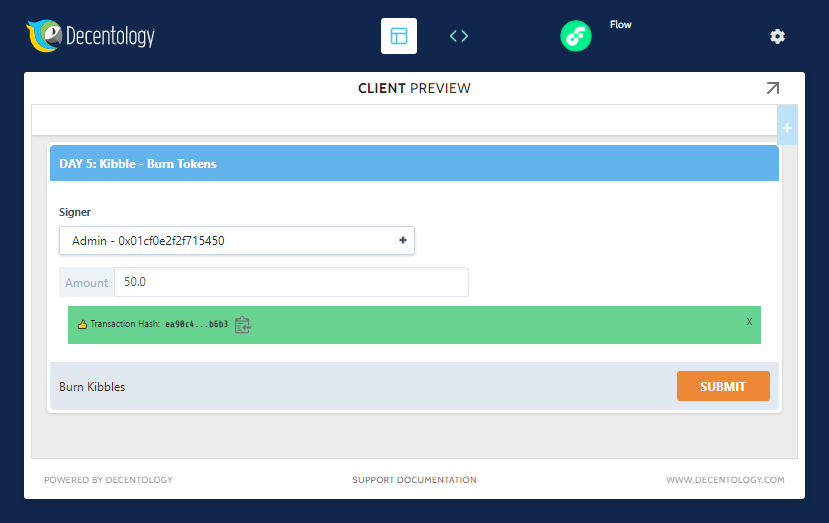 Decentology
Flow
CLIENT PREVIEW
+
DAY 5: Kibble - Burn Tokens
Signer
Admin - 0x01cf0e2f2f715450
Amount 50.0
Transaction Hash: ea90c4...b6b3
X
Burn Kibbles
SUBMIT
POWERED BY DECENTOLOGY
SUPPORT DOCUMENTATION
WWW.DECENTOLOGY.COM